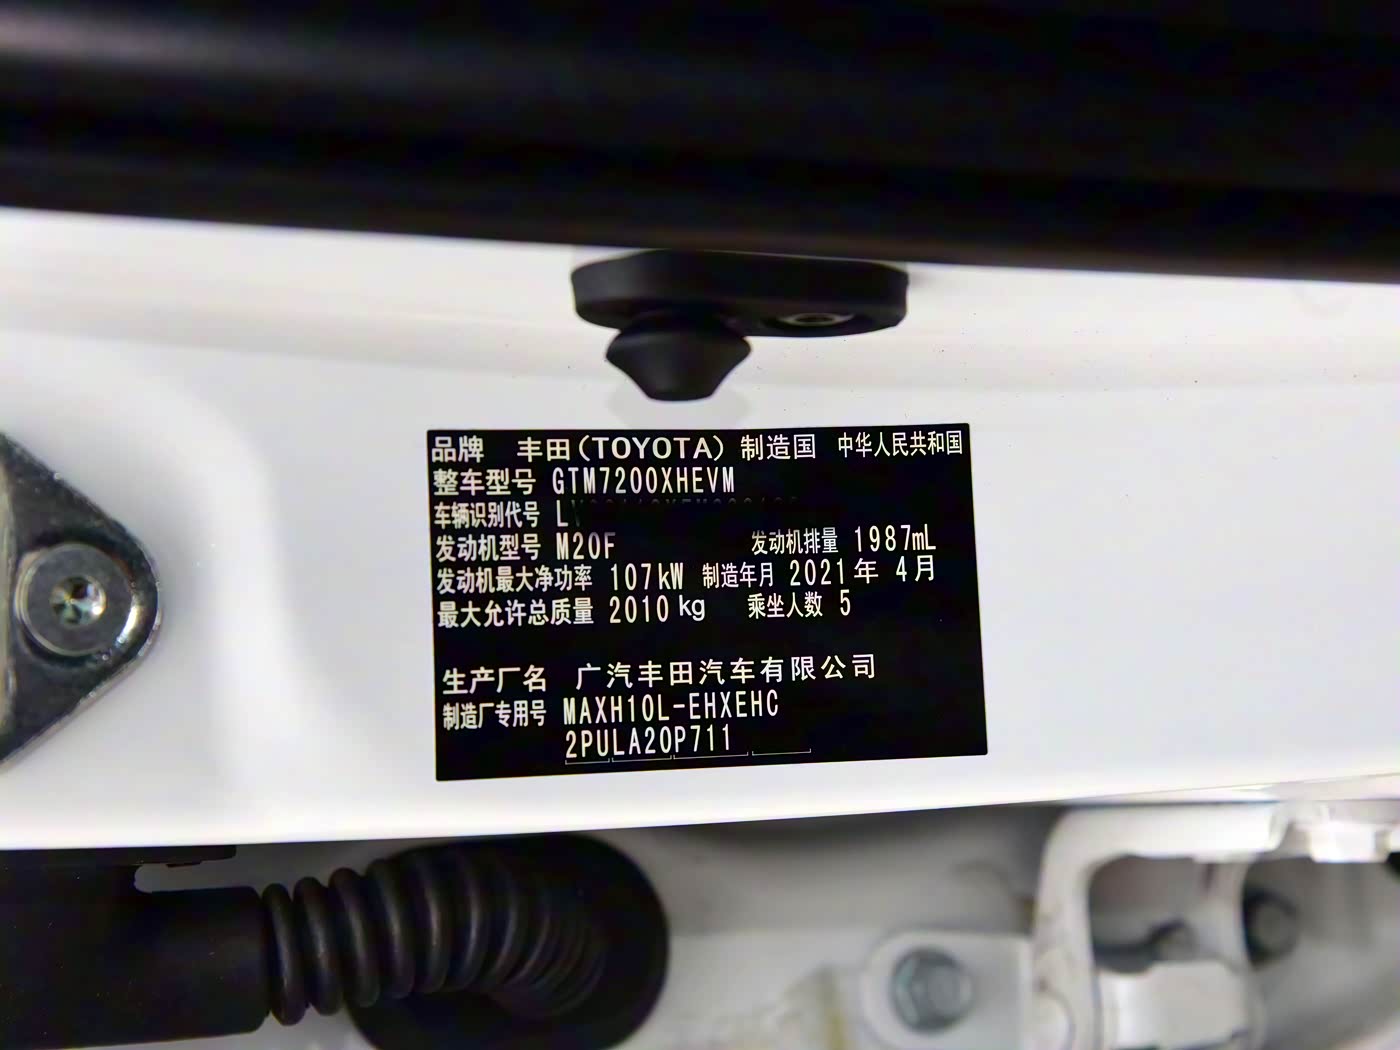 品牌 丰田(TOYOTA) 制造国 中华人民共和国
整车型号 GTM7200XHEVM
车辆识别代号 L
发动机型号 M20F 发动机排量 1987mL
发动机最大净功率 107kW 制造年月 2021年 4月
最大允许总质量 2010kg 乘坐人数 5
生产厂名 广汽丰田汽车有限公司
制造厂专用号 MAXH10L-EHXEHC
2PULA20P711